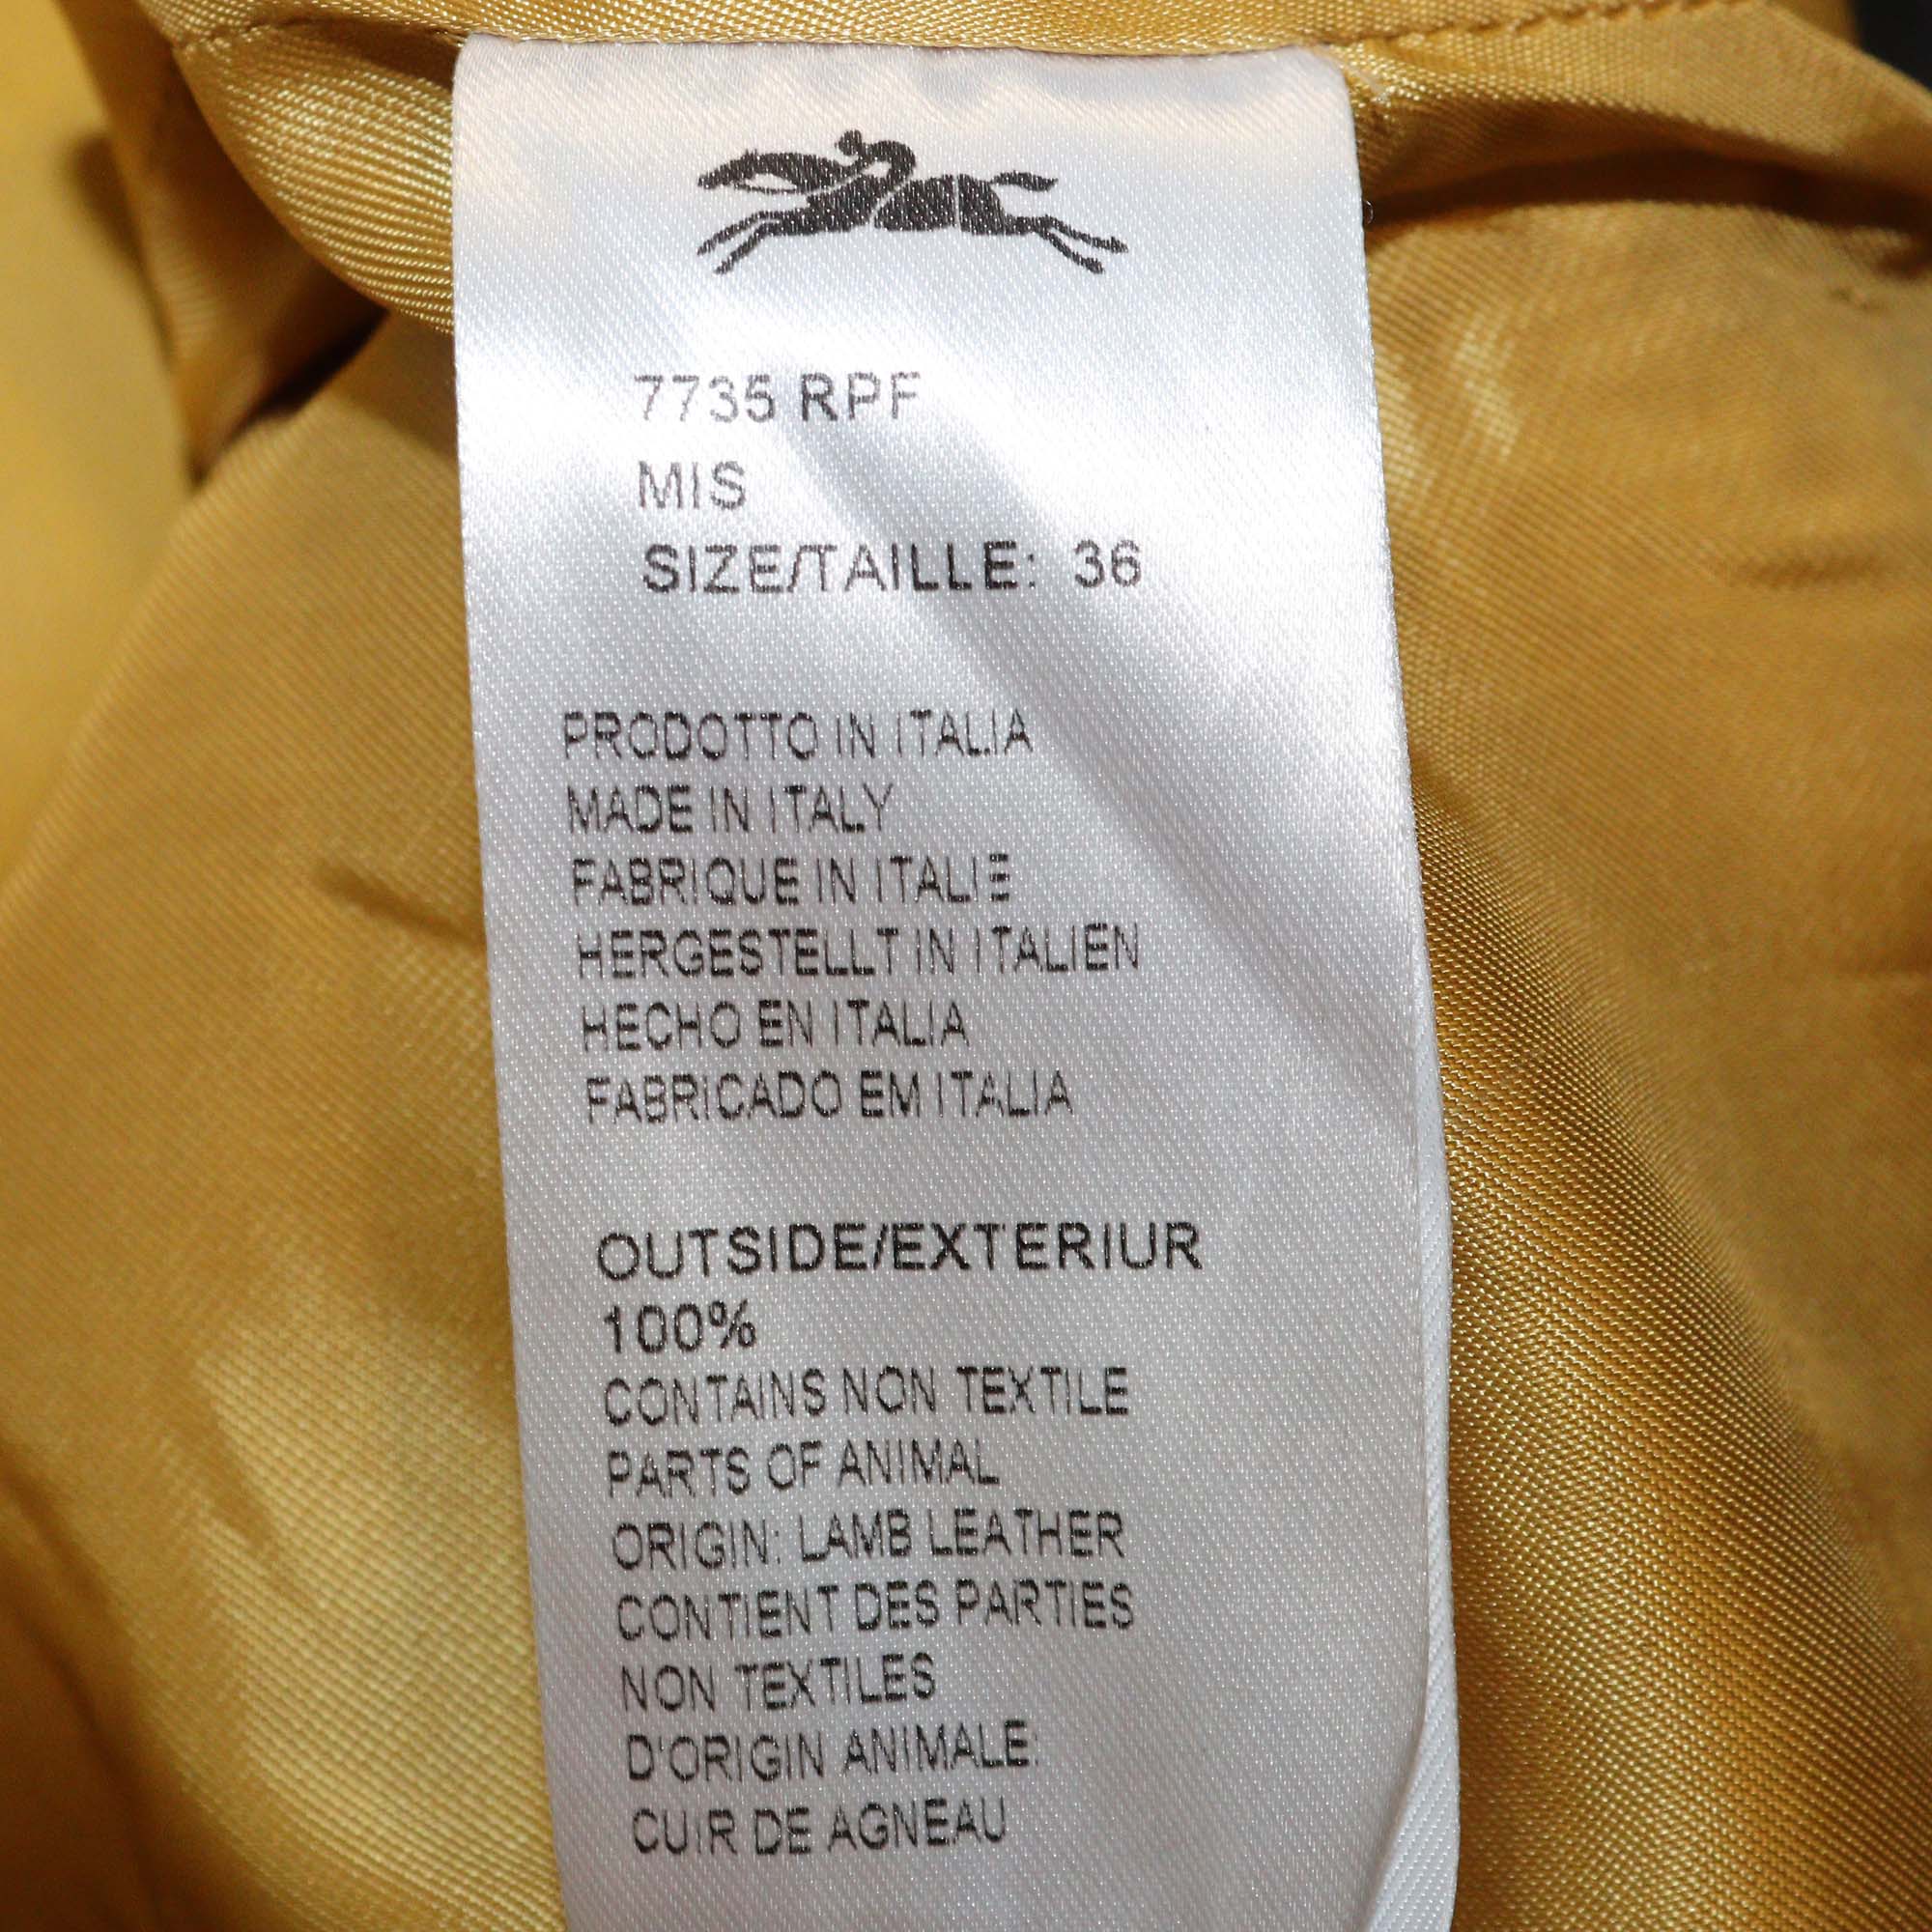 7735 RPF
MIS
SIZE/TAILLE: 36
PRODOTTO IN ITALIA
MADE IN ITALY
FABRIQUE IN ITALIE
HERGESTELLT IN ITALIEN
HECHO EN ITALIA
FABRICADO EM ITALIA
OUTSIDE/EXTERIUR
100%
CONTAINS NON TEXTILE
PARTS OF ANIMAL
ORIGIN: LAMB LEATHER
CONTIENT DES PARTIES
NON TEXTILES
D'ORIGIN ANIMALE:
CUIR DE AGNEAU